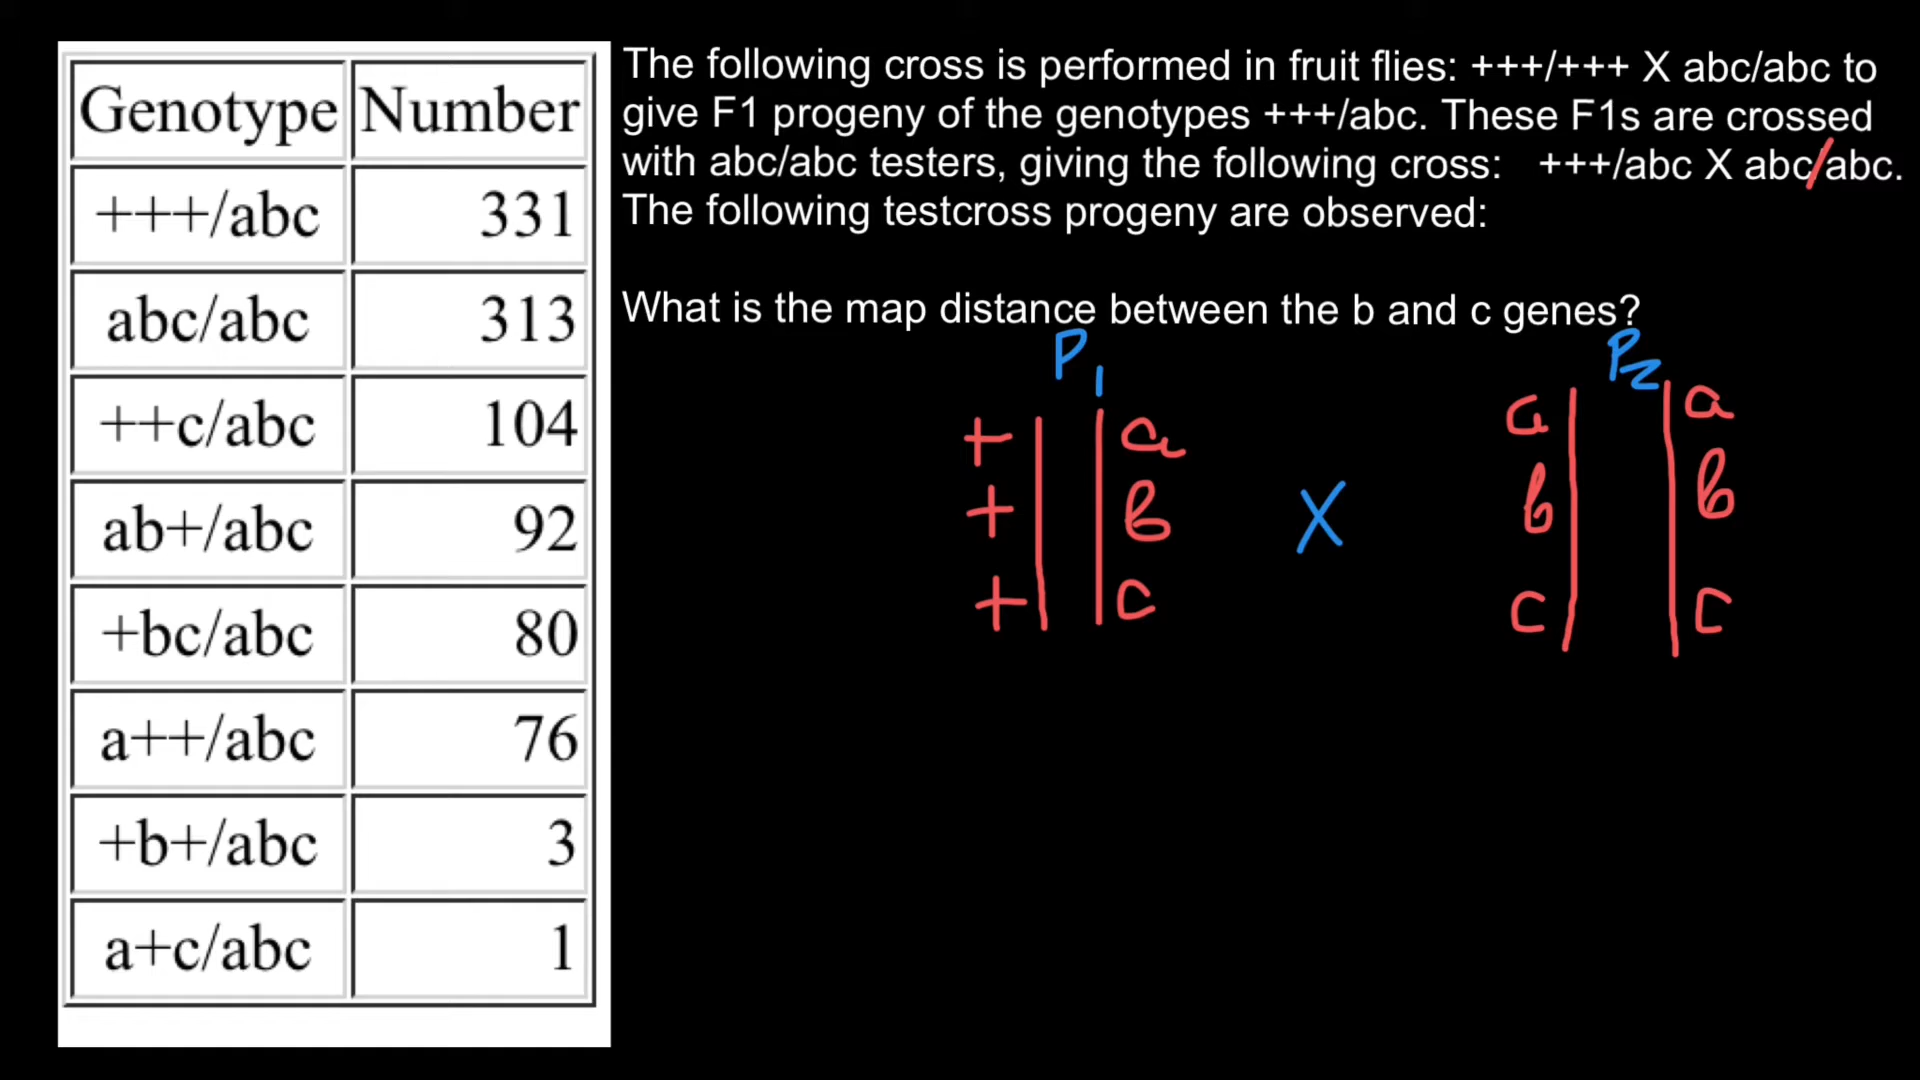 Genotype Number
+++/abc 331
abc/abc 313
++c/abc 104
ab+/abc 92
+bc/abc 80
a++/abc 76
+b+/abc 3
a+c/abc 1
The following cross is performed in fruit flies: +++/+++ X abc/abc to
give F1 progeny of the genotypes +++/abc. These F1s are crossed
with abc/abc testers, giving the following cross: +++/abc X abc/abc.
The following testcross progeny are observed:
What is the map distance between the b and c genes?
P1 P2
+ a a a
+ b X b b
+ c c c